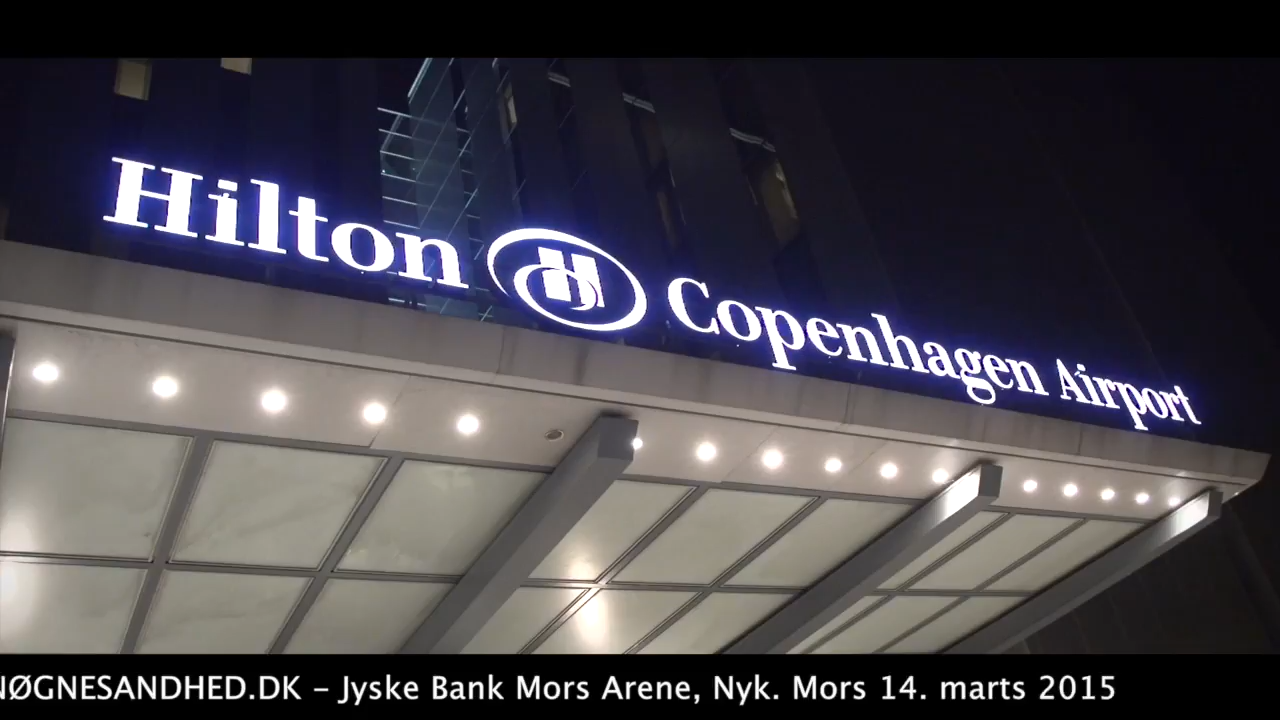 Hilton H Copenhagen Airport
NØGNESANDHED.DK – Jyske Bank Mors Arene, Nyk. Mors 14. marts 2015